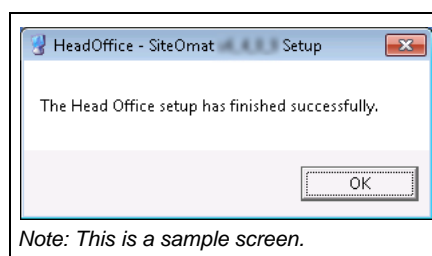 HeadOffice - SiteOmat Setup
The Head Office setup has finished successfully.
OK
Note: This is a sample screen.